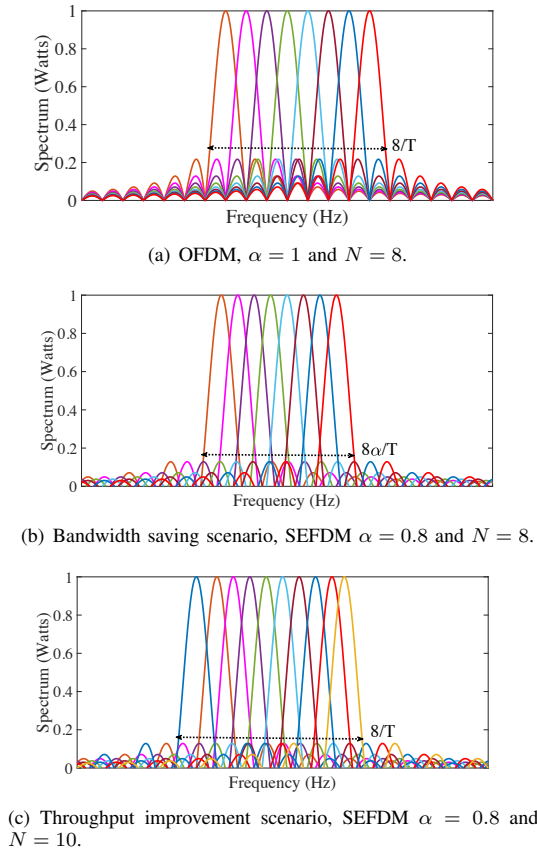 1
0.8
0.6
0.4
0.2
0
Spectrum (Watts)
8/T
Frequency (Hz)
(a) OFDM, α = 1 and N = 8.
1
0.8
0.6
0.4
0.2
0
Spectrum (Watts)
8α/T
Frequency (Hz)
(b) Bandwidth saving scenario, SEFDM α = 0.8 and N = 8.
1
0.8
0.6
0.4
0.2
0
Spectrum (Watts)
8/T
Frequency (Hz)
(c) Throughput improvement scenario, SEFDM α = 0.8 and
N = 10.